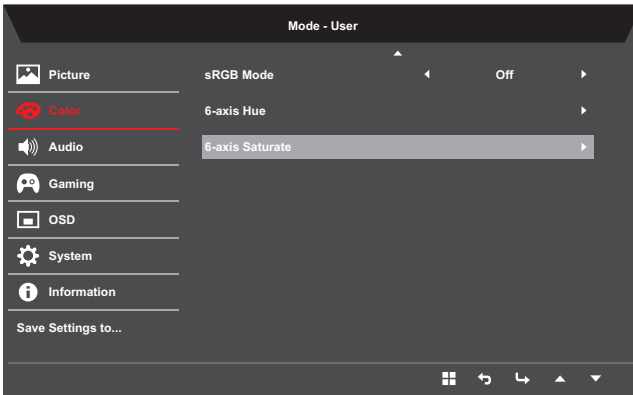 Mode - User
Picture
Color
Audio
Gaming
OSD
System
Information
Save Settings to...
sRGB Mode Off
6-axis Hue
6-axis Saturate